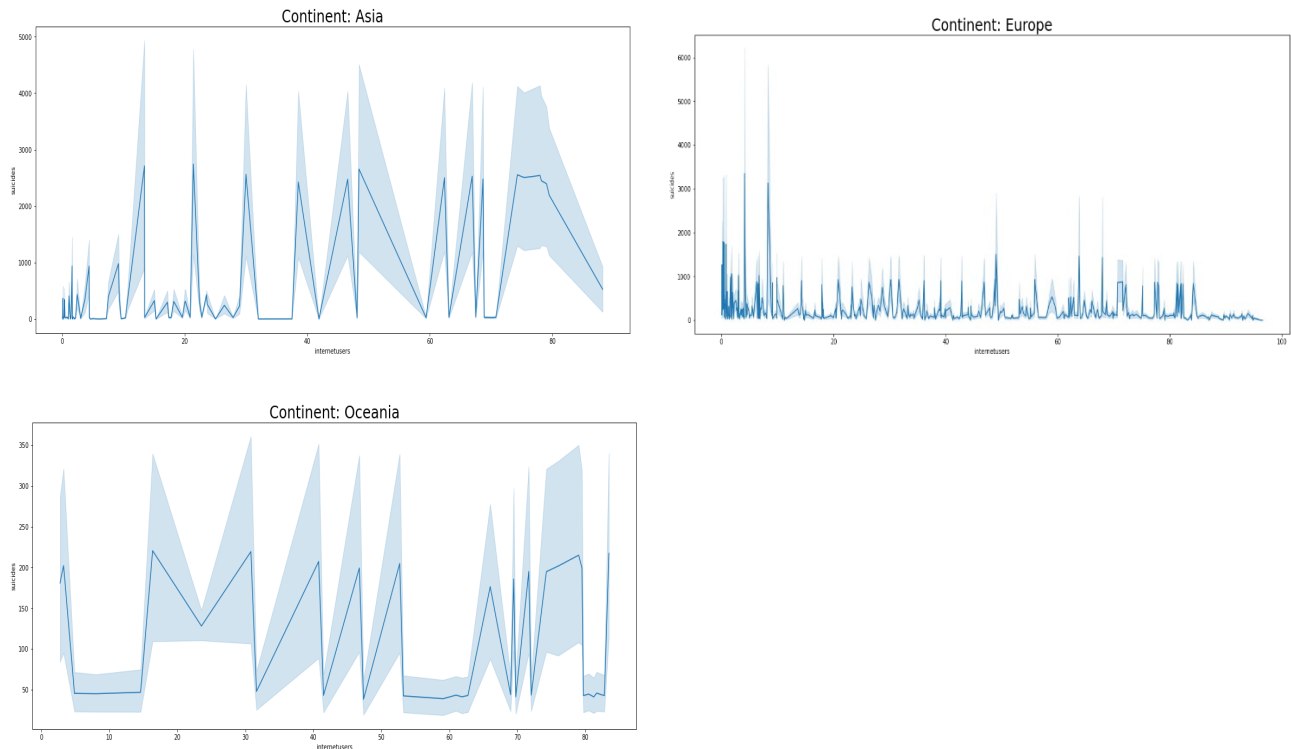 Continent: Asia
5000
4000
3000
2000
1000
0
suicides
0 20 40 60 80
internetusers
Continent: Europe
6000
5000
4000
3000
2000
1000
0
suicides
0 20 40 60 80 100
internetusers
Continent: Oceania
350
300
250
200
150
100
50
suicides
0 10 20 30 40 50 60 70 80
internetusers